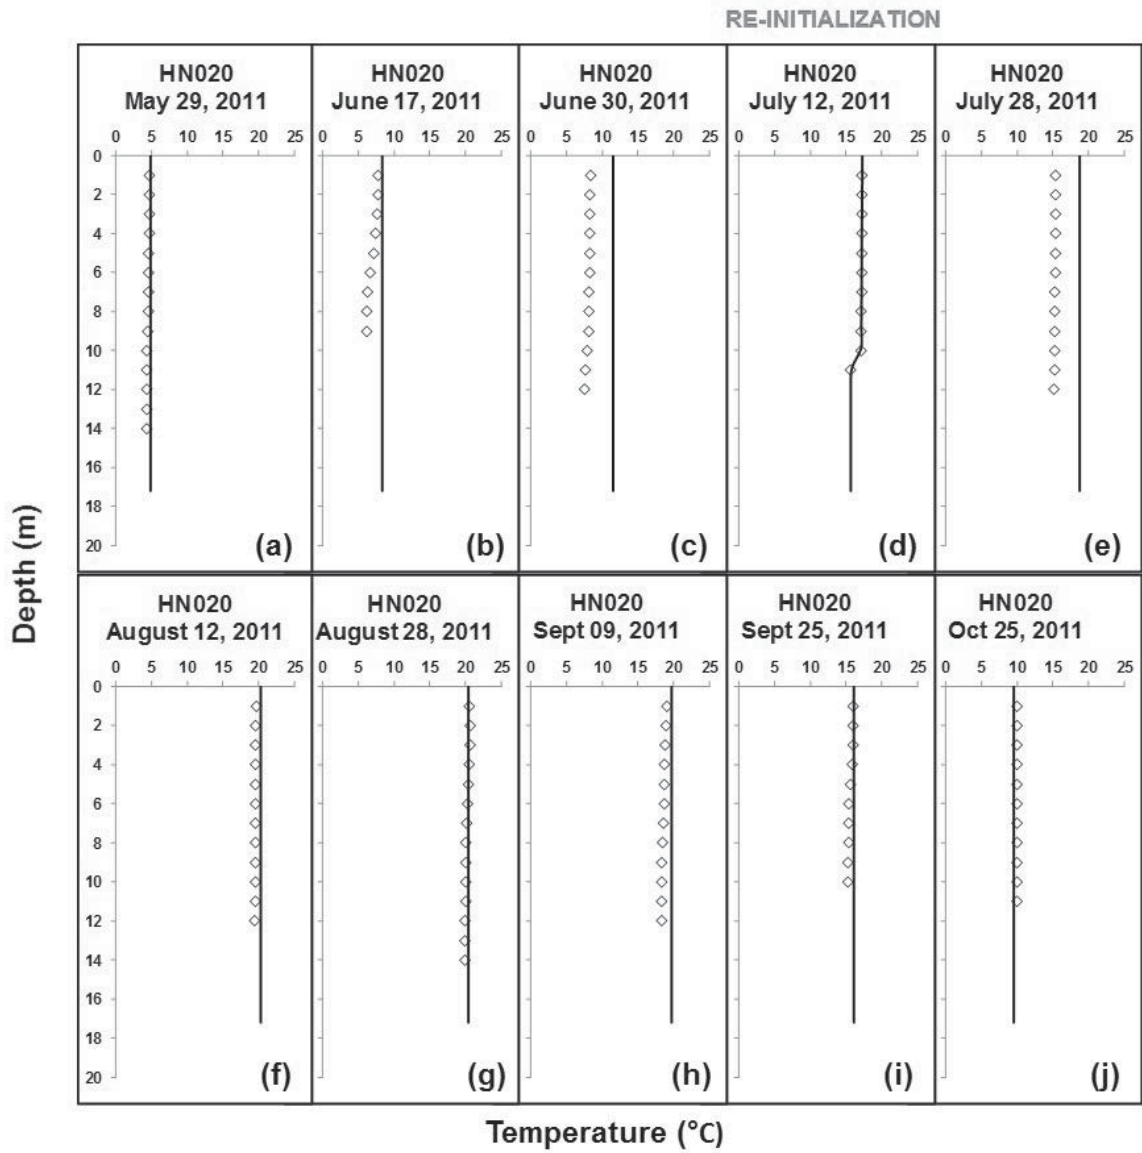 RE-INITIALIZATION
HN020
May 29, 2011
0 5 10 15 20 25
HN020
June 17, 2011
0 5 10 15 20 25
HN020
June 30, 2011
0 5 10 15 20 25
HN020
July 12, 2011
0 5 10 15 20 25
HN020
July 28, 2011
0 5 10 15 20 25
0
2
4
6
8
10
12
14
16
18
20
(a)
(b)
(c)
(d)
(e)
Depth (m)
HN020
August 12, 2011
0 5 10 15 20 25
HN020
August 28, 2011
0 5 10 15 20 25
HN020
Sept 09, 2011
0 5 10 15 20 25
HN020
Sept 25, 2011
0 5 10 15 20 25
HN020
Oct 25, 2011
0 5 10 15 20 25
0
2
4
6
8
10
12
14
16
18
20
(f)
(g)
(h)
(i)
(j)
Temperature (°C)